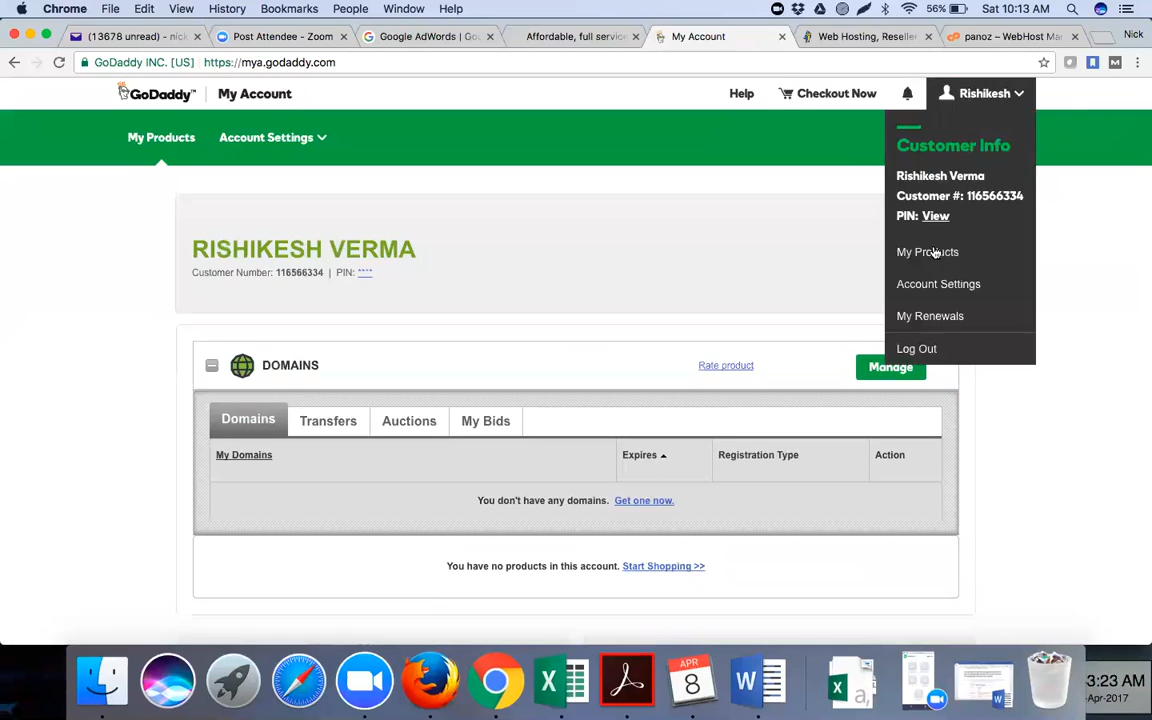 Chrome File Edit View History Bookmarks People Window Help 56% Sat 10:13 AM
(13678 unread) - nick
Post Attendee - Zoom
Google AdWords | G
Affordable, full service
My Account
Web Hosting, Reselle
panoz – WebHost Ma
Nick
GoDaddy INC. [US] https://mya.godaddy.com
GoDaddy™ My Account
Help
Checkout Now
Rishikesh
My Products
Account Settings
Customer Info
Rishikesh Verma
Customer #: 116566334
PIN: View
My Products
Account Settings
My Renewals
Log Out
RISHIKESH VERMA
Customer Number: 116566334 | PIN: ****
DOMAINS
Rate product
Manage
Domains Transfers Auctions My Bids
My Domains Expires Registration Type Action
You don't have any domains. Get one now.
You have no products in this account. Start Shopping >>
APR
8
3:23 AM
-Apr-2017